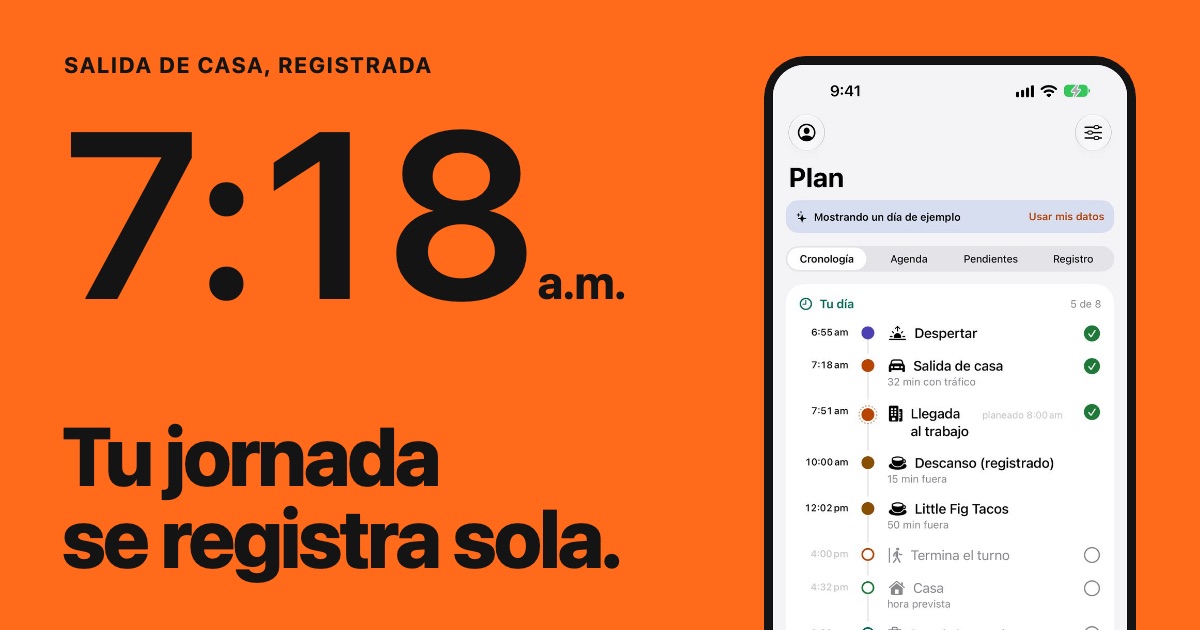 SALIDA DE CASA, REGISTRADA
7:18 a.m.
Tu jornada
se registra sola.
9:41
Plan
Mostrando un día de ejemplo Usar mis datos
Cronología Agenda Pendientes Registro
Tu día 5 de 8
6:55 am Despertar
7:18 am Salida de casa
32 min con tráfico
7:51 am Llegada planeado 8:00 am
al trabajo
10:00 am Descanso (registrado)
15 min fuera
12:02 pm Little Fig Tacos
50 min fuera
4:00 pm Termina el turno
4:32 pm Casa
hora prevista